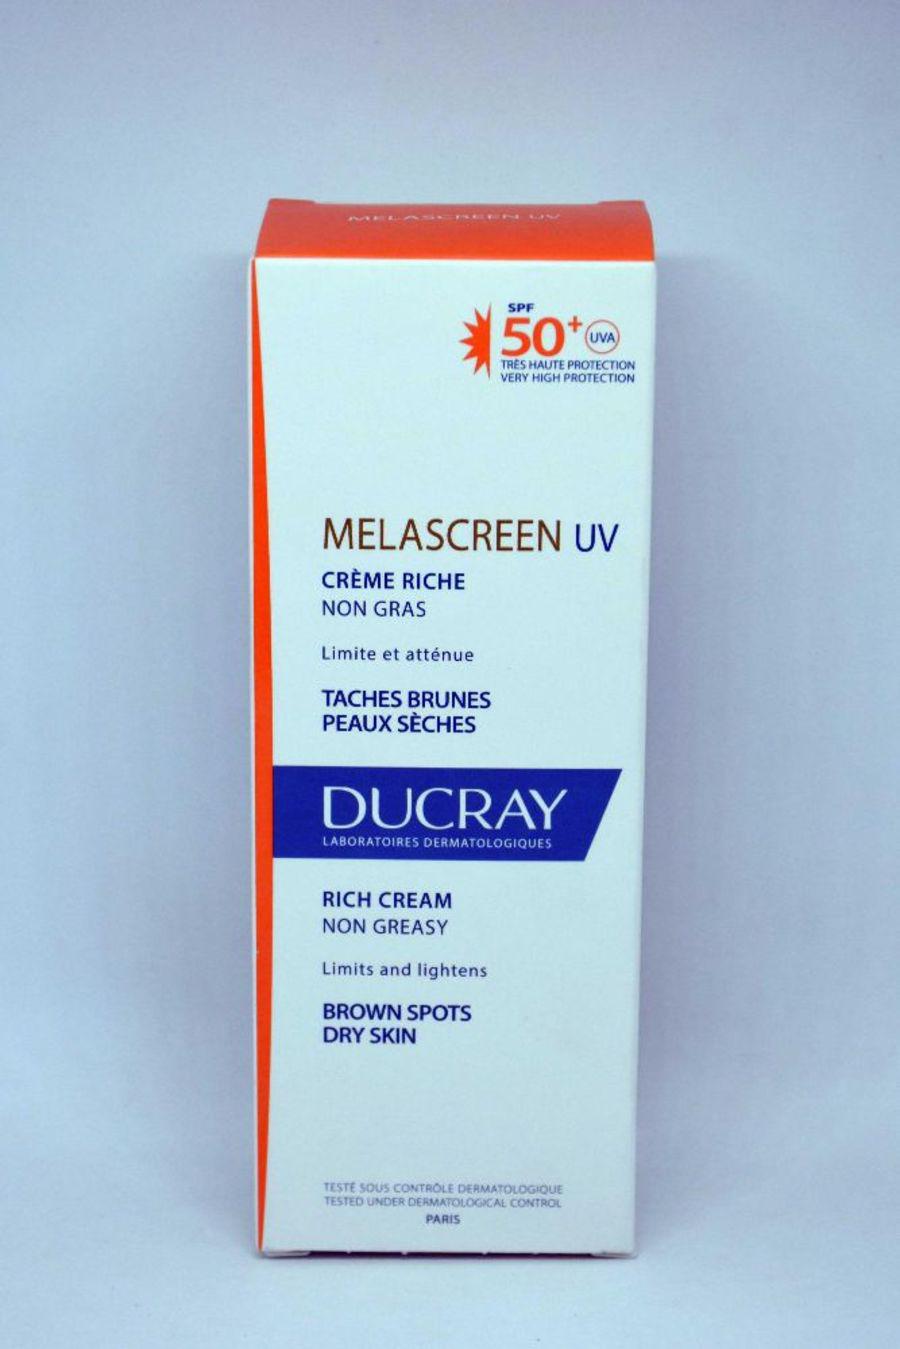 MELASCREEN UV
SPF
50+ UVA
TRÈS HAUTE PROTECTION
VERY HIGH PROTECTION
MELASCREEN UV
CRÈME RICHE
NON GRAS
Limite et atténue
TACHES BRUNES
PEAUX SÈCHES
DUCRAY
LABORATOIRES DERMATOLOGIQUES
RICH CREAM
NON GREASY
Limits and lightens
BROWN SPOTS
DRY SKIN
TESTÉ SOUS CONTRÔLE DERMATOLOGIQUE
TESTED UNDER DERMATOLOGICAL CONTROL
PARIS